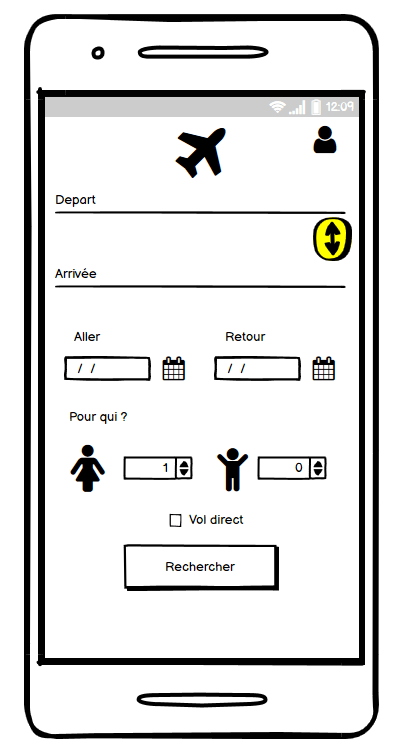 12:09
Depart
Arrivée
Aller Retour
/ / / /
Pour qui ?
1 0
Vol direct
Rechercher